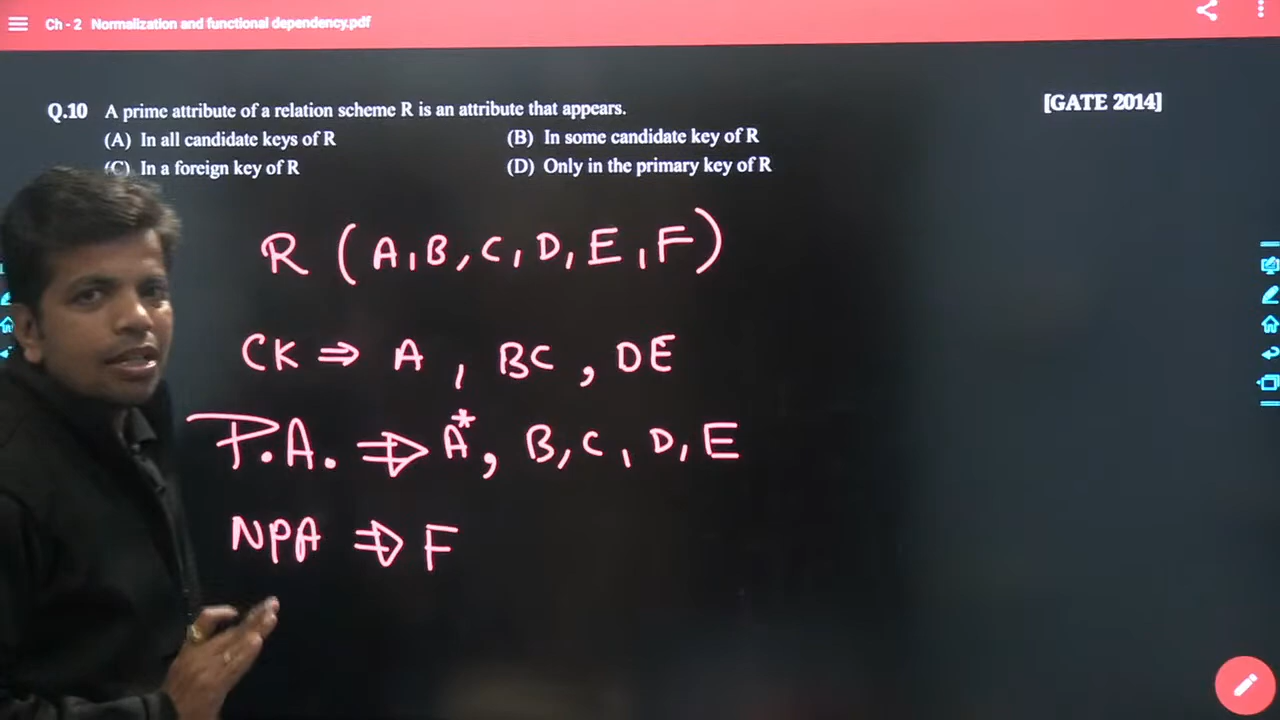 Ch - 2 Normalization and functional dependency.pdf
Q.10 A prime attribute of a relation scheme R is an attribute that appears. [GATE 2014]
(A) In all candidate keys of R (B) In some candidate key of R
(C) In a foreign key of R (D) Only in the primary key of R
R (A, B, C, D, E, F)
CK ⇒ A, BC, DE
P.A. ⇒ A*, B, C, D, E
NPA ⇒ F